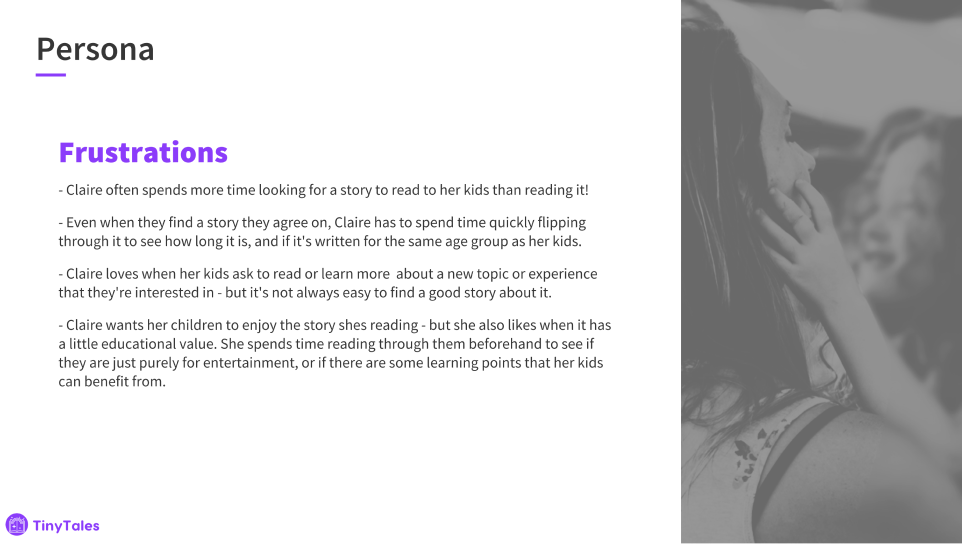 Persona
Frustrations
- Claire often spends more time looking for a story to read to her kids than reading it!
- Even when they find a story they agree on, Claire has to spend time quickly flipping
through it to see how long it is, and if it's written for the same age group as her kids.
- Claire loves when her kids ask to read or learn more  about a new topic or experience
that they're interested in - but it's not always easy to find a good story about it.
- Claire wants her children to enjoy the story shes reading - but she also likes when it has
a little educational value. She spends time reading through them beforehand to see if
they are just purely for entertainment, or if there are some learning points that her kids
can benefit from.
TinyTales